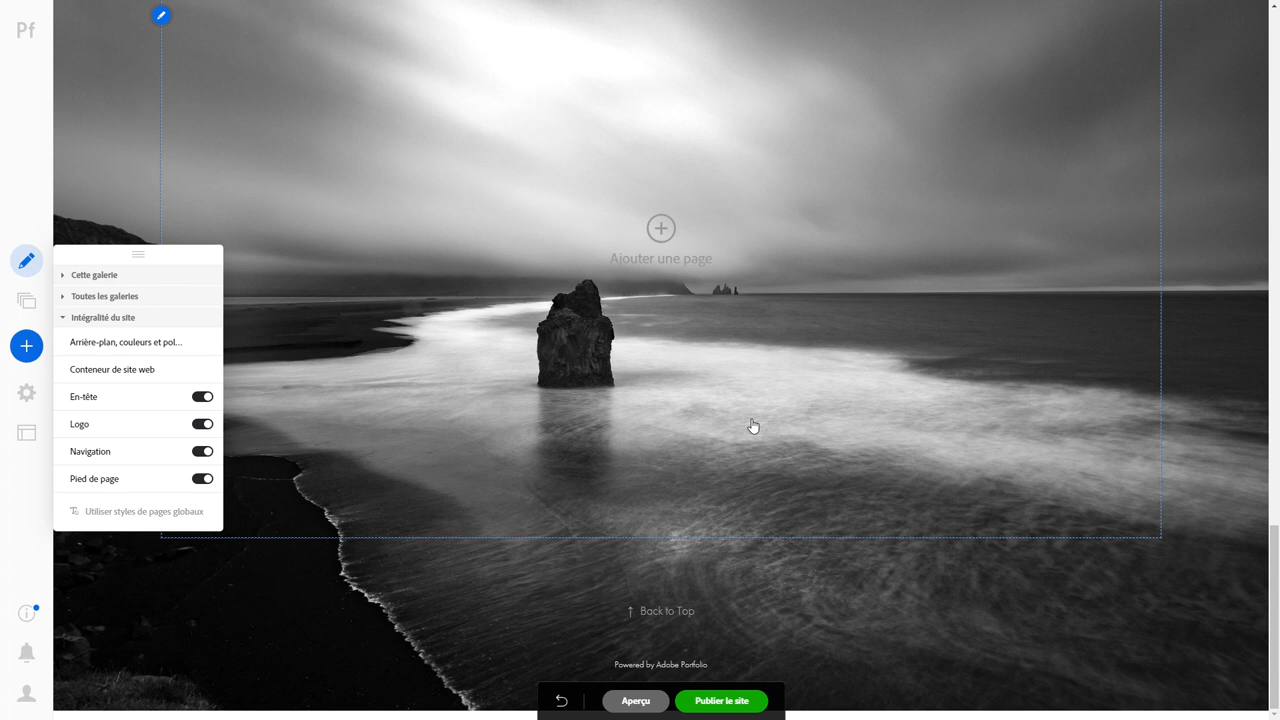 Pf
Ajouter une page
Cette galerie
Toutes les galeries
Intégralité du site
Arrière-plan, couleurs et pol...
Conteneur de site web
En-tête
Logo
Navigation
Pied de page
Utiliser styles de pages globaux
↑ Back to Top
Powered by Adobe Portfolio
Aperçu
Publier le site